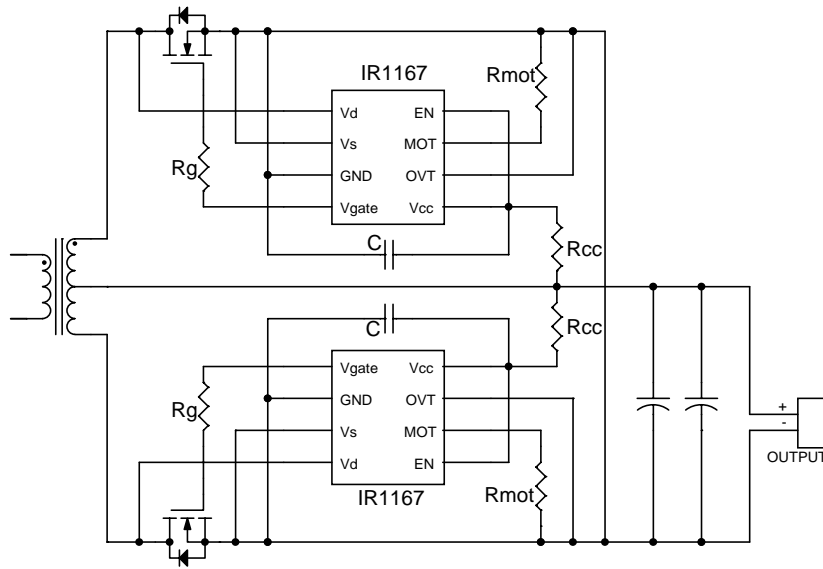 IR1167
Rmot
Vd
EN
Vs
MOT
Rg
GND
OVT
Vgate
Vcc
C
Rcc
C
Rcc
Vgate
Vcc
Rg
GND
OVT
Vs
MOT
+
-
Vd
EN
OUTPUT
IR1167
Rmot